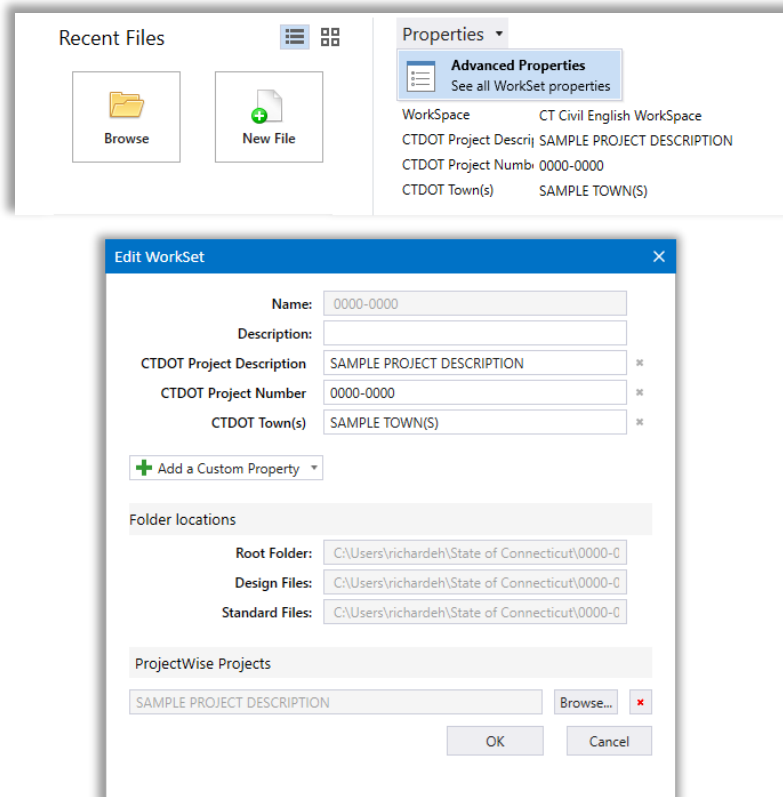 Recent Files
Browse
New File
Properties
Advanced Properties
See all WorkSet properties
WorkSpace CT Civil English WorkSpace
CTDOT Project Descri SAMPLE PROJECT DESCRIPTION
CTDOT Project Numb 0000-0000
CTDOT Town(s) SAMPLE TOWN(S)
Edit WorkSet
Name: 0000-0000
Description:
CTDOT Project Description SAMPLE PROJECT DESCRIPTION
CTDOT Project Number 0000-0000
CTDOT Town(s) SAMPLE TOWN(S)
Add a Custom Property
Folder locations
Root Folder: C:\Users\richardeh\State of Connecticut\0000-0
Design Files: C:\Users\richardeh\State of Connecticut\0000-0
Standard Files: C:\Users\richardeh\State of Connecticut\0000-0
ProjectWise Projects
SAMPLE PROJECT DESCRIPTION Browse...
OK Cancel